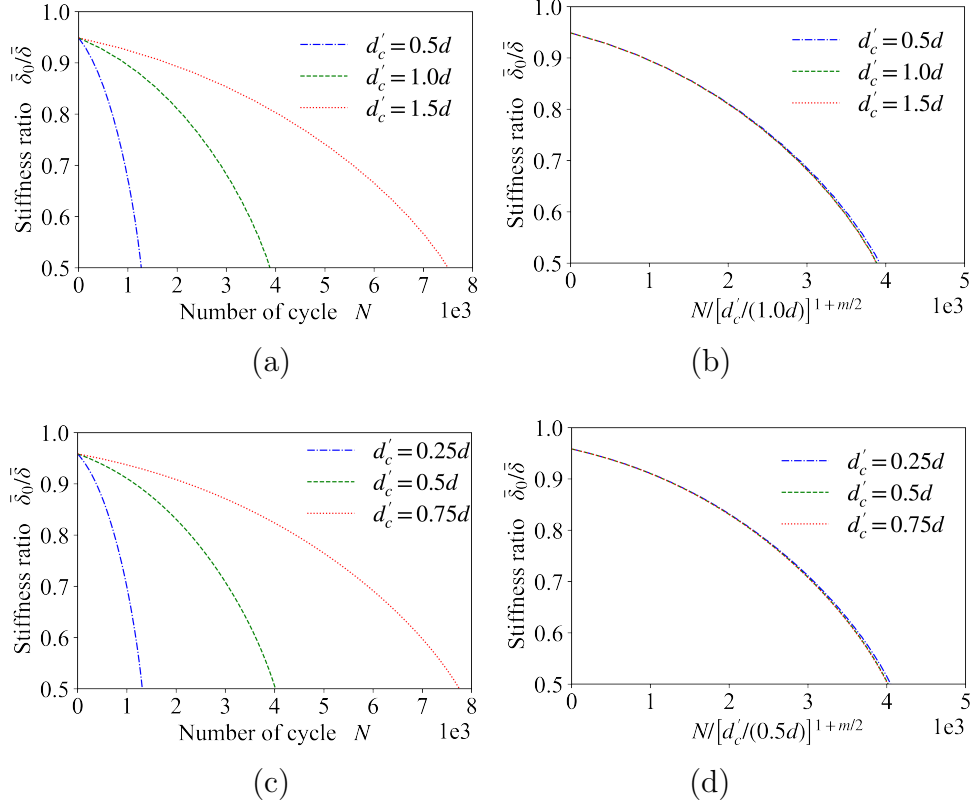 1.0
0.9
0.8
0.7
0.6
0.5
Stiffness ratio δ̄₀/δ̄
d′c = 0.5d
d′c = 1.0d
d′c = 1.5d
0 1 2 3 4 5 6 7 8
Number of cycle N 1e3
(a)
1.0
0.9
0.8
0.7
0.6
0.5
Stiffness ratio δ̄₀/δ̄
d′c = 0.5d
d′c = 1.0d
d′c = 1.5d
0 1 2 3 4 5
N/[d′c/(1.0d)]^1+m/2 1e3
(b)
1.0
0.9
0.8
0.7
0.6
0.5
Stiffness ratio δ̄₀/δ̄
d′c = 0.25d
d′c = 0.5d
d′c = 0.75d
0 1 2 3 4 5 6 7 8
Number of cycle N 1e3
(c)
1.0
0.9
0.8
0.7
0.6
0.5
Stiffness ratio δ̄₀/δ̄
d′c = 0.25d
d′c = 0.5d
d′c = 0.75d
0 1 2 3 4 5
N/[d′c/(0.5d)]^1+m/2 1e3
(d)